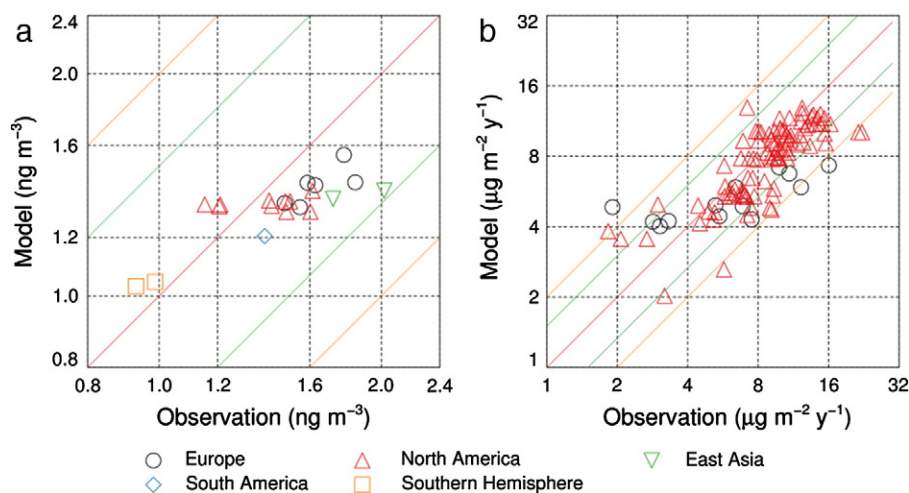 a
2.4
2.0
1.6
1.2
1.0
0.8
Model (ng m⁻³)
0.8 1.0 1.2 1.6 2.0 2.4
Observation (ng m⁻³)
b
32
16
8
4
2
1
Model (μg m⁻² y⁻¹)
1 2 4 8 16 32
Observation (μg m⁻² y⁻¹)
Europe North America East Asia
South America Southern Hemisphere